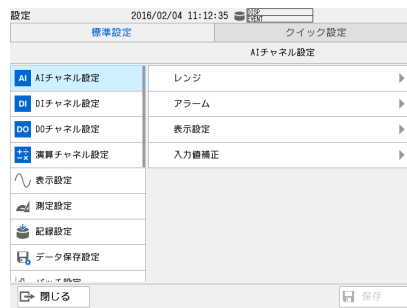 設定 2016/02/04 11:12:35 DISP
EVENT
標準設定 クイック設定
AIチャネル設定
AI AIチャネル設定 レンジ
DI DIチャネル設定 アラーム
DO DOチャネル設定 表示設定
演算チャネル設定 入力値補正
表示設定
測定設定
記録設定
データ保存設定
閉じる 保存